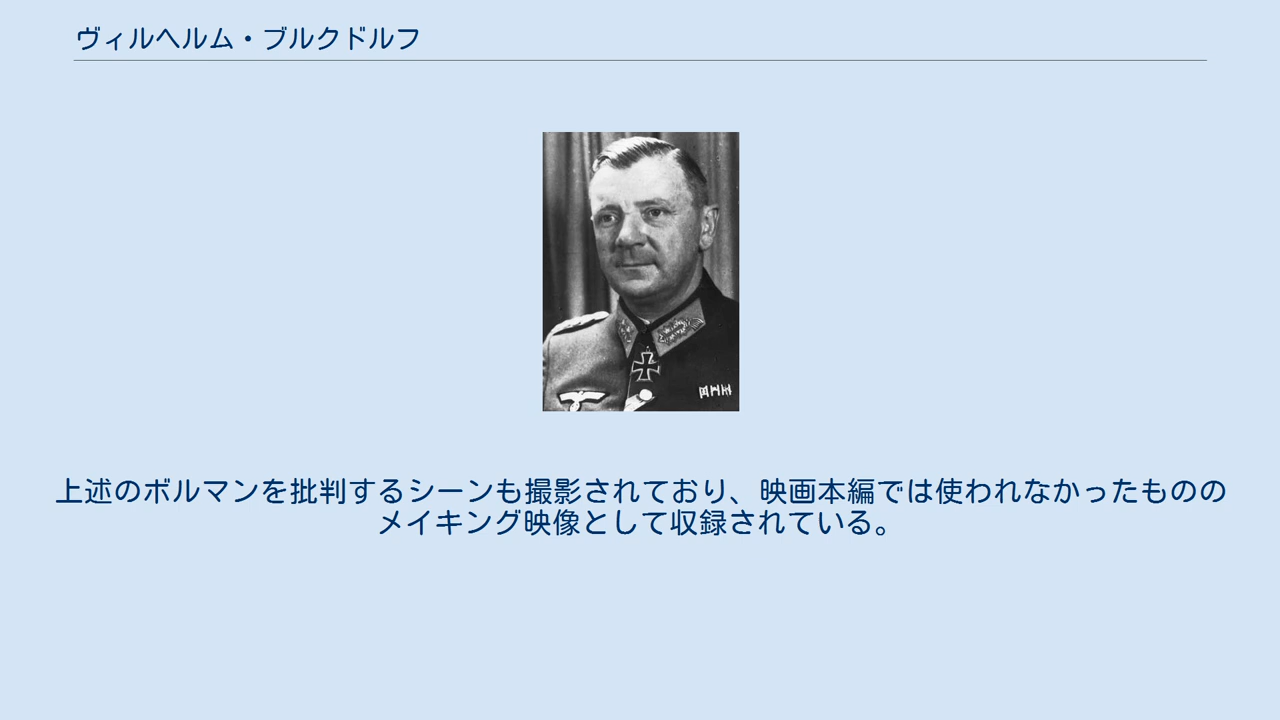 ヴィルヘルム・ブルクドルフ
上述のボルマンを批判するシーンも撮影されており、映画本編では使われなかったものの
メイキング映像として収録されている。